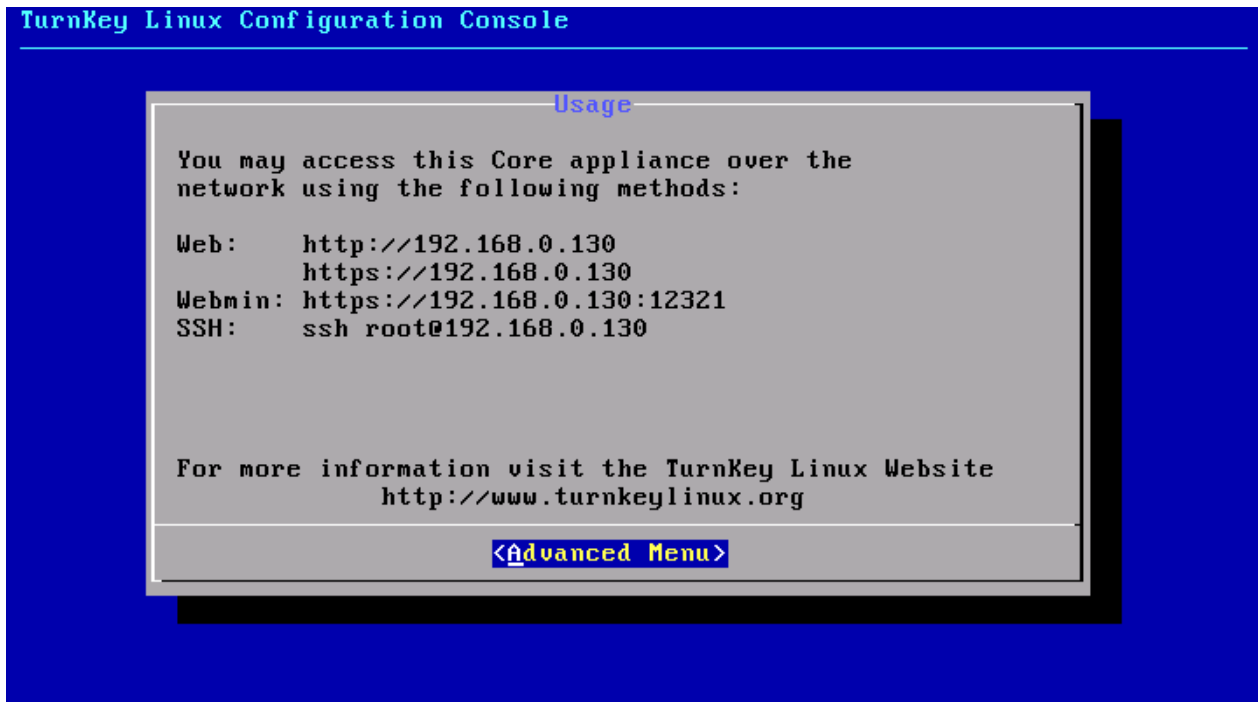 TurnKey Linux Configuration Console
Usage
You may access this Core appliance over the
network using the following methods:
Web: http://192.168.0.130
https://192.168.0.130
Webmin: https://192.168.0.130:12321
SSH: ssh root@192.168.0.130
For more information visit the TurnKey Linux Website
http://www.turnkeylinux.org
<Advanced Menu>